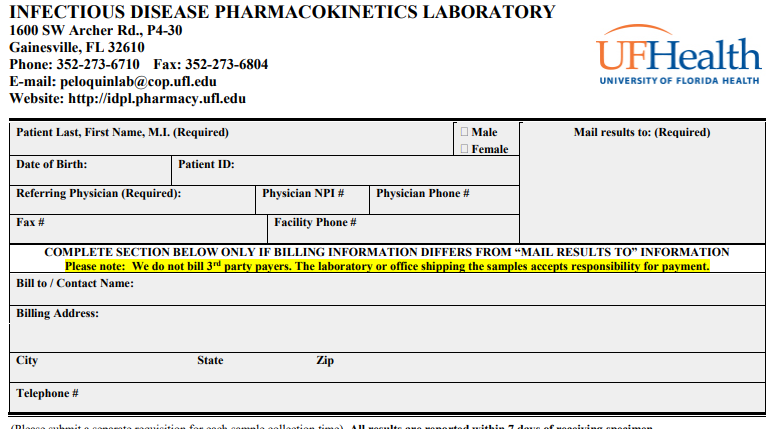 INFECTIOUS DISEASE PHARMACOKINETICS LABORATORY
1600 SW Archer Rd., P4-30
Gainesville, FL 32610
Phone: 352-273-6710 Fax: 352-273-6804
E-mail: peloquinlab@cop.ufl.edu
Website: http://idpl.pharmacy.ufl.edu
UFHealth
UNIVERSITY OF FLORIDA HEALTH
Patient Last, First Name, M.I. (Required)
Male
Female
Mail results to: (Required)
Date of Birth: Patient ID:
Referring Physician (Required): Physician NPI # Physician Phone #
Fax # Facility Phone #
COMPLETE SECTION BELOW ONLY IF BILLING INFORMATION DIFFERS FROM “MAIL RESULTS TO” INFORMATION
Please note: We do not bill 3rd party payers. The laboratory or office shipping the samples accepts responsibility for payment.
Bill to / Contact Name:
Billing Address:
City State Zip
Telephone #
(Please submit a separate requisition for each sample collection time). All results are reported within 7 days of receiving specimen.